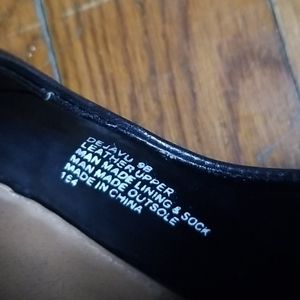 DEJAVU 9B
LEATHER UPPER
MAN MADE LINING & SOCK
MAN MADE OUTSOLE
MADE IN CHINA
154